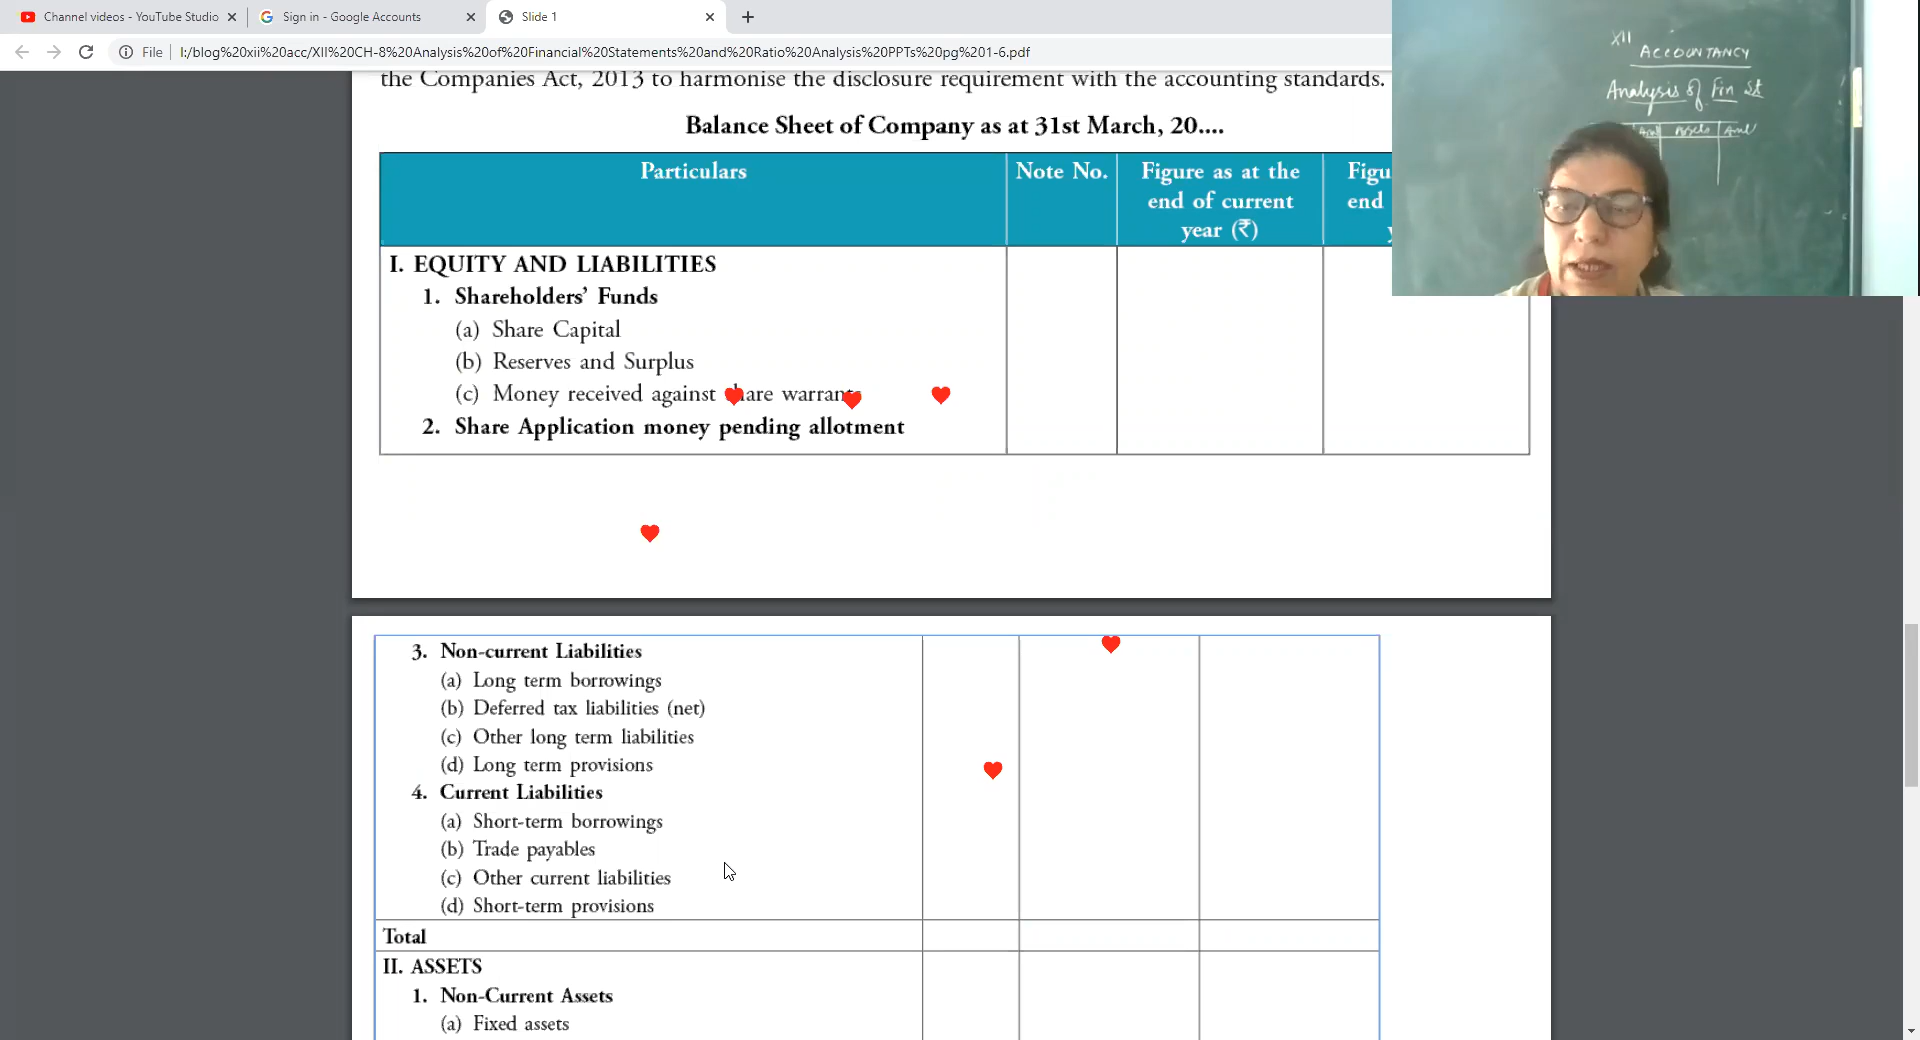 Channel videos - YouTube Studio
Sign in - Google Accounts
Slide 1
File
I:/blog%20xii%20acc/XII%20CH-8%20Analysis%20of%20Financial%20Statements%20and%20Ratio%20Analysis%20PPTs%20pg%201-6.pdf
XII
ACCOUNTANCY
Analysis of Fin St
Assets Amt
the Companies Act, 2013 to harmonise the disclosure requirement with the accounting standards.
Balance Sheet of Company as at 31st March, 20....
Particulars
Note No.
Figure as at the
end of current
year (₹)
end
I. EQUITY AND LIABILITIES
1. Shareholders' Funds
(a) Share Capital
(b) Reserves and Surplus
(c) Money received against share warrants
2. Share Application money pending allotment
3. Non-current Liabilities
(a) Long term borrowings
(b) Deferred tax liabilities (net)
(c) Other long term liabilities
(d) Long term provisions
4. Current Liabilities
(a) Short-term borrowings
(b) Trade payables
(c) Other current liabilities
(d) Short-term provisions
Total
II. ASSETS
1. Non-Current Assets
(a) Fixed assets